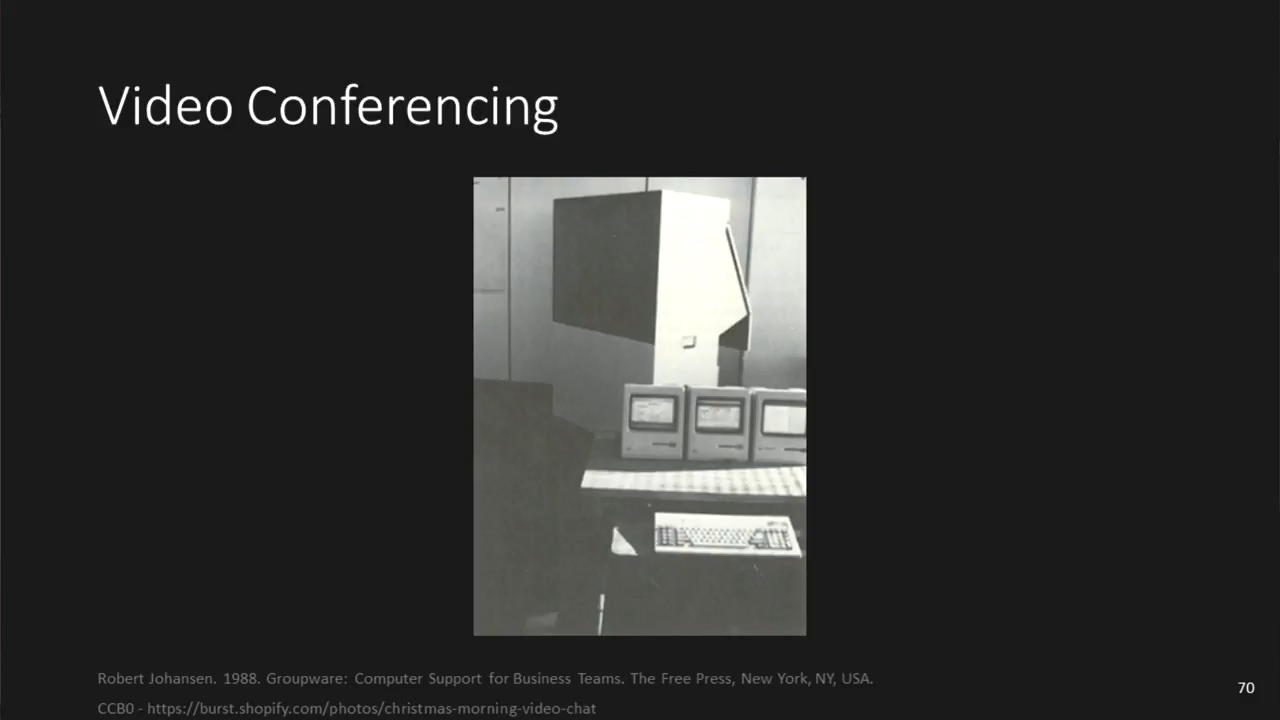 Video Conferencing
Robert Johansen. 1988. Groupware: Computer Support for Business Teams. The Free Press, New York, NY, USA.
70
CCB0 - https://burst.shopify.com/photos/christmas-morning-video-chat